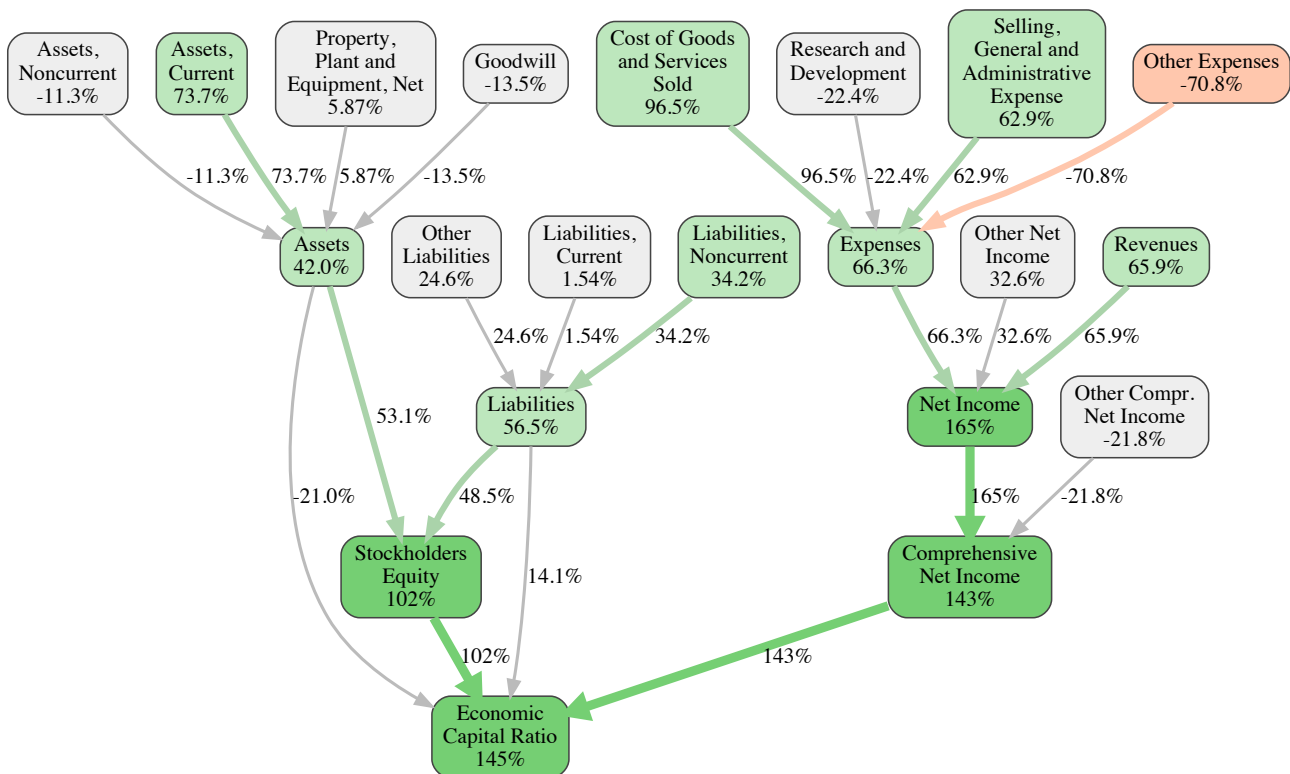 Assets,
Noncurrent
-11.3%
Assets,
Current
73.7%
Property,
Plant and
Equipment, Net
5.87%
Goodwill
-13.5%
Cost of Goods
and Services
Sold
96.5%
Research and
Development
-22.4%
Selling,
General and
Administrative
Expense
62.9%
Other Expenses
-70.8%
-11.3%
73.7%
5.87%
-13.5%
96.5%
-22.4%
62.9%
-70.8%
Assets
42.0%
Other
Liabilities
24.6%
Liabilities,
Current
1.54%
Liabilities,
Noncurrent
34.2%
Expenses
66.3%
Other Net
Income
32.6%
Revenues
65.9%
24.6%
1.54%
34.2%
66.3%
32.6%
65.9%
53.1%
Liabilities
56.5%
Net Income
165%
Other Compr.
Net Income
-21.8%
-21.0%
48.5%
165%
-21.8%
Stockholders
Equity
102%
14.1%
Comprehensive
Net Income
143%
102%
143%
Economic
Capital Ratio
145%